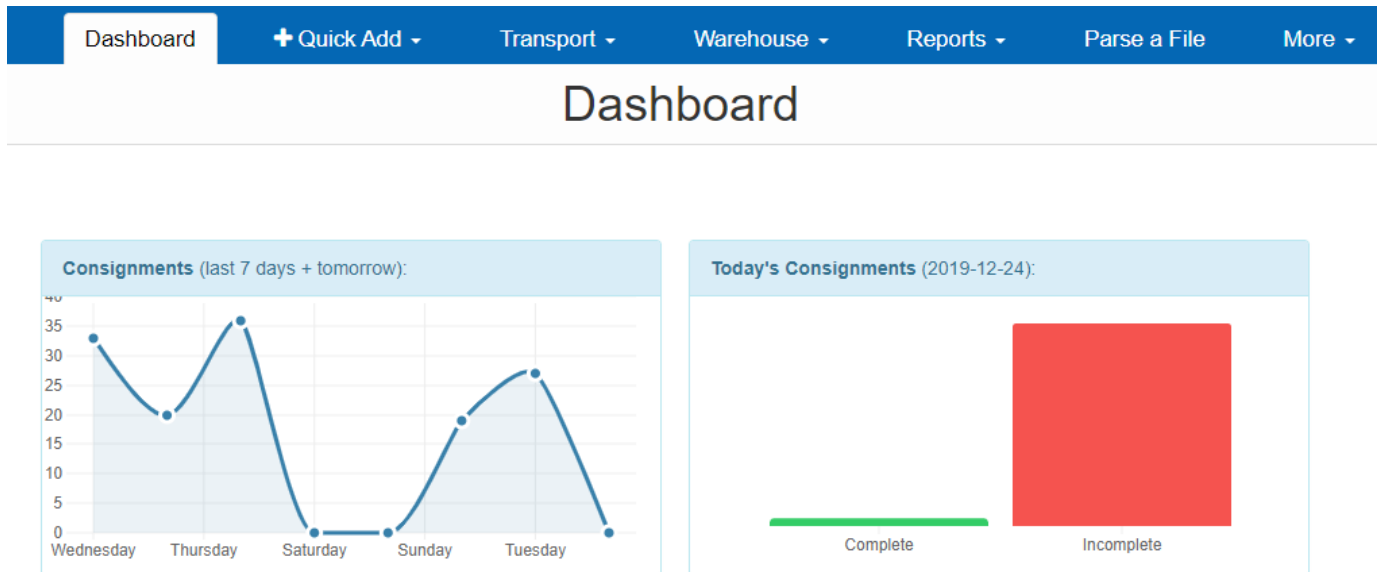 Dashboard + Quick Add Transport Warehouse Reports Parse a File More
Dashboard
Consignments (last 7 days + tomorrow):
40
35
30
25
20
15
10
5
0
Wednesday Thursday Saturday Sunday Tuesday
Today's Consignments (2019-12-24):
Complete Incomplete